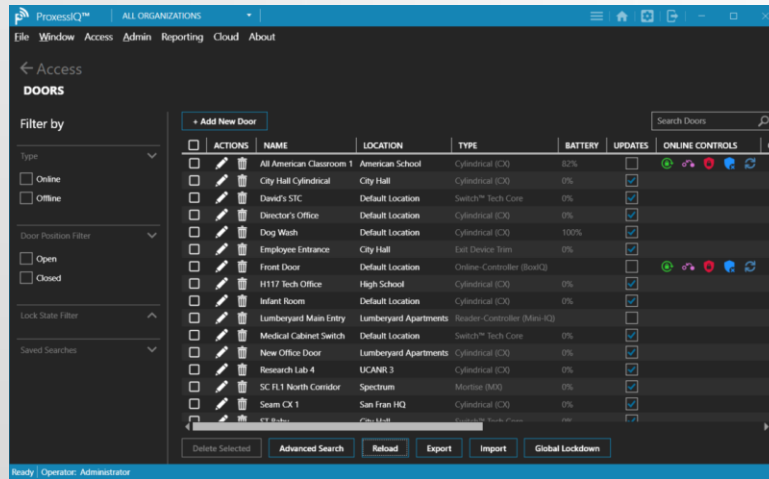 ProxessIQ™ ALL ORGANIZATIONS
File Window Access Admin Reporting Cloud About
Access
DOORS
Filter by
Type
Online
Offline
Door Position Filter
Open
Closed
Lock State Filter
Saved Searches
+ Add New Door Search Doors
ACTIONS NAME LOCATION TYPE BATTERY UPDATES ONLINE CONTROLS
All American Classroom 1 American School Cylindrical (CX) 82%
City Hall Cylindrical City Hall Cylindrical (CX) 0%
David's STC Default Location Switch™ Tech Core 0%
Director's Office Default Location Cylindrical (CX) 0%
Dog Wash Default Location Cylindrical (CX) 100%
Employee Entrance City Hall Exit Device Trim 0%
Front Door Default Location Online-Controller (BoxIQ)
H117 Tech Office High School Cylindrical (CX) 0%
Infant Room Default Location Cylindrical (CX) 0%
Lumberyard Main Entry Lumberyard Apartments Reader-Controller (Mini-IQ)
Medical Cabinet Switch Default Location Switch™ Tech Core 0%
New Office Door Lumberyard Apartments Cylindrical (CX) 0%
Research Lab 4 UCANR 3 Cylindrical (CX) 0%
SC FL1 North Corridor Spectrum Mortise (MX) 0%
Seam CX 1 San Fran HQ Cylindrical (CX) 0%
City Hall Switch™ Tech Core 0%
Delete Selected Advanced Search Reload Export Import Global Lockdown
Ready Operator: Administrator